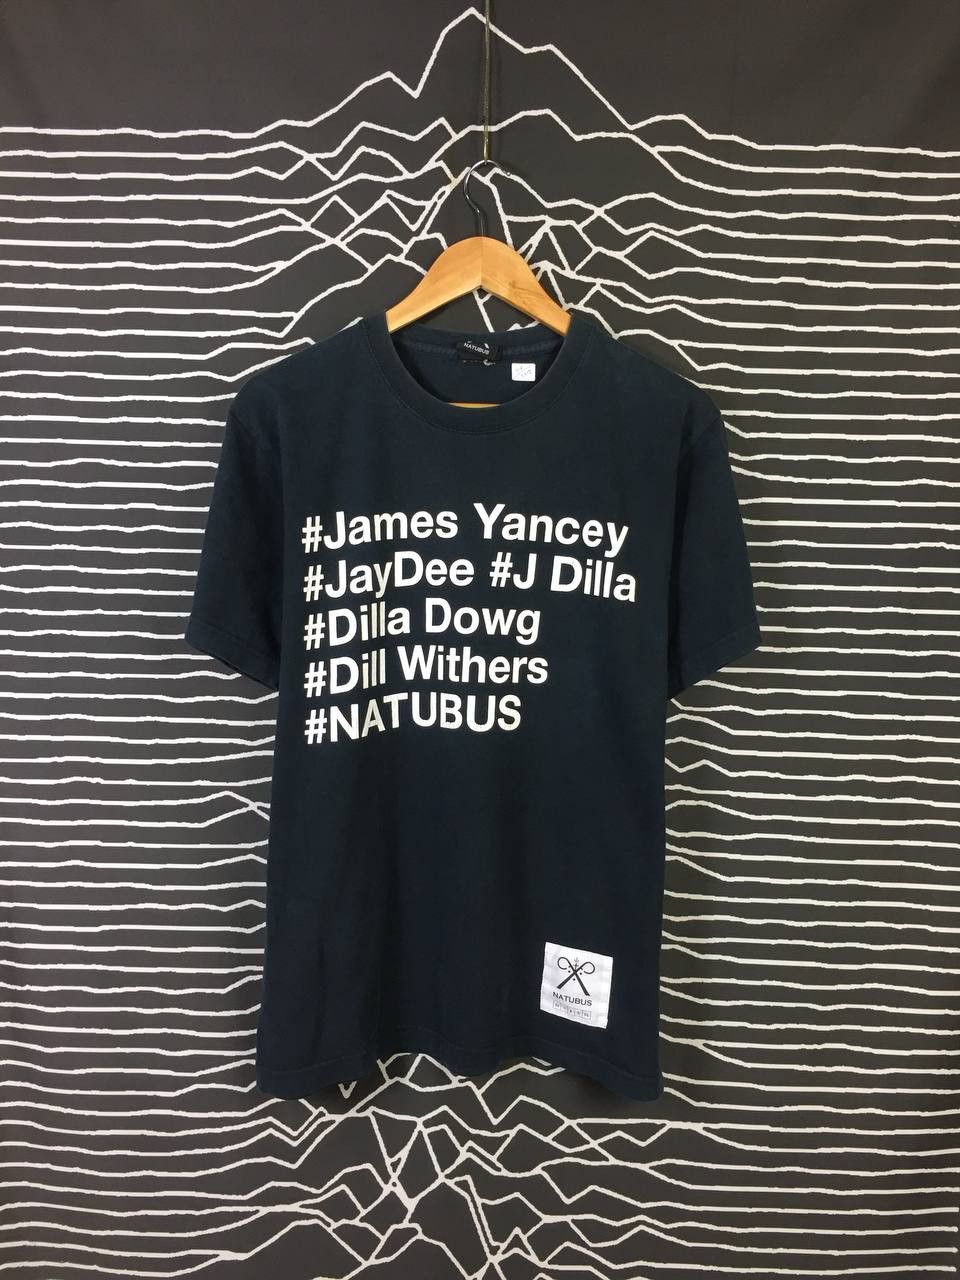 NATUBUS
#James Yancey
#JayDee #J Dilla
#Dilla Dowg
#Dill Withers
#NATUBUS
NATUBUS